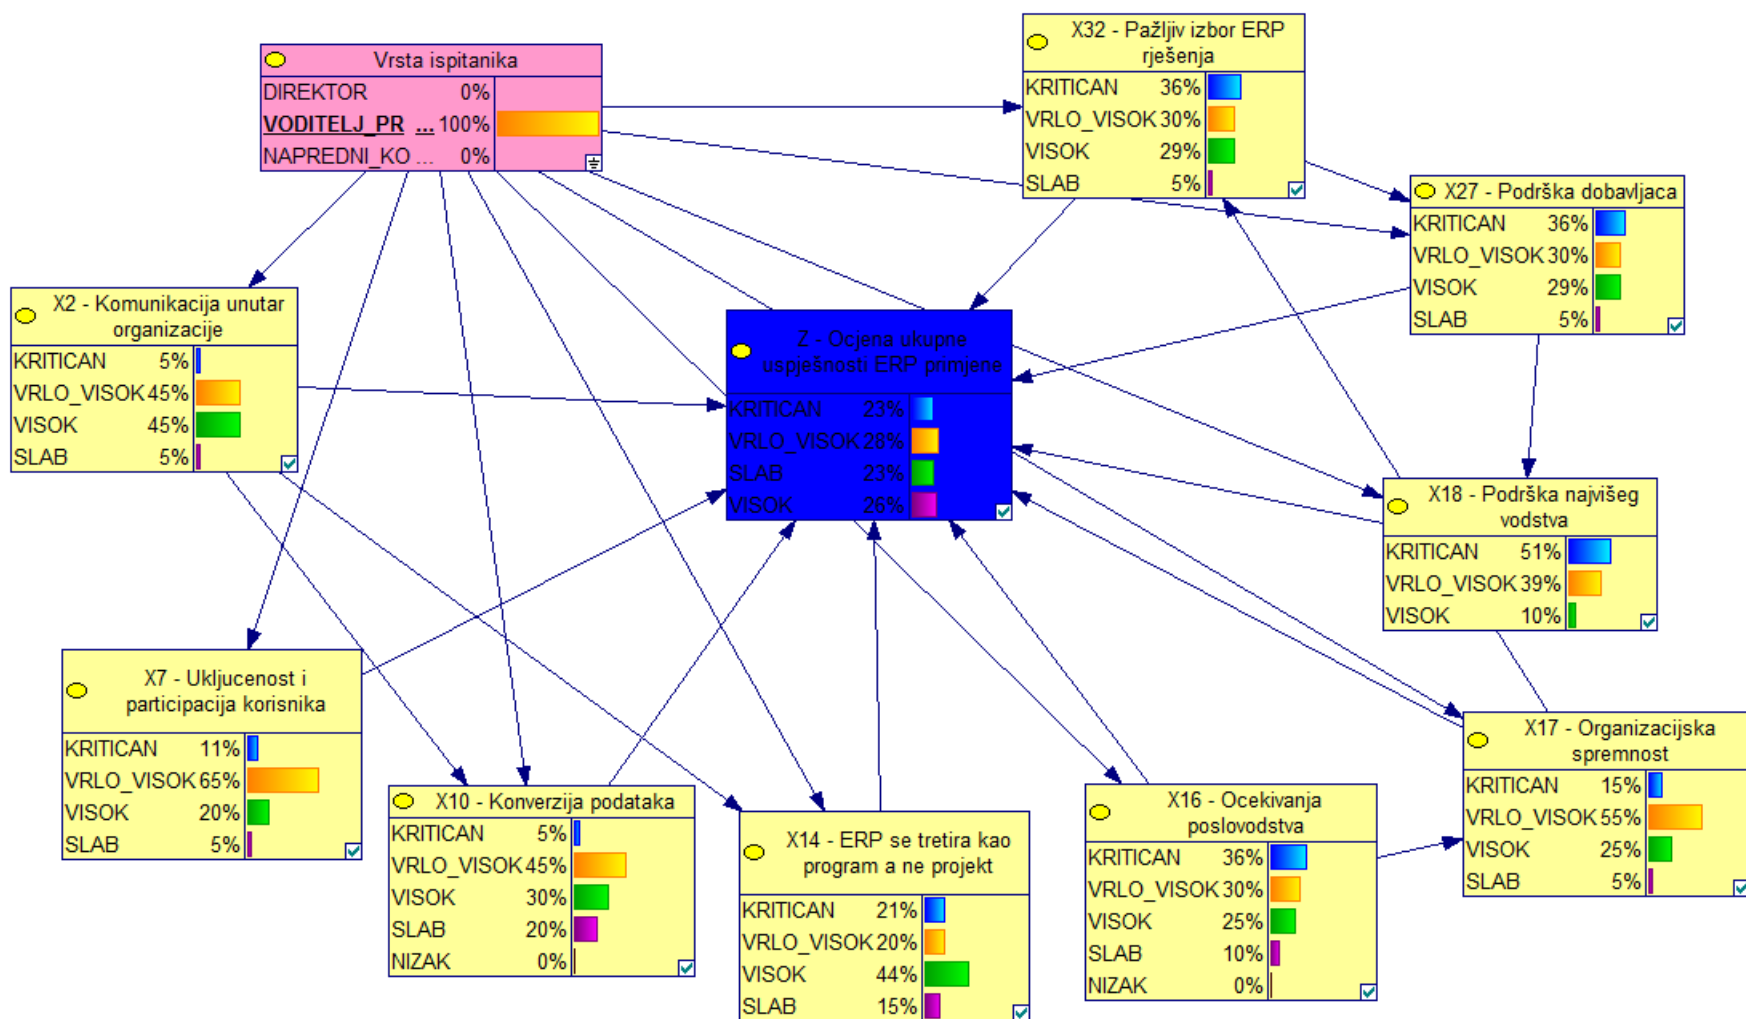 Vrsta ispitanika
DIREKTOR 0%
VODITELJ_PR ... 100%
NAPREDNI_KO ... 0%
X32 - Pažljiv izbor ERP
rješenja
KRITICAN 36%
VRLO_VISOK 30%
VISOK 29%
SLAB 5%
X27 - Podrška dobavljaca
KRITICAN 36%
VRLO_VISOK 30%
VISOK 29%
SLAB 5%
X2 - Komunikacija unutar
organizacije
KRITICAN 5%
VRLO_VISOK 45%
VISOK 45%
SLAB 5%
Z - Ocjena ukupne
uspješnosti ERP primjene
KRITICAN 23%
VRLO_VISOK 28%
SLAB 23%
VISOK 26%
X18 - Podrška najvišeg
vodstva
KRITICAN 51%
VRLO_VISOK 39%
VISOK 10%
X7 - Ukljucenost i
participacija korisnika
KRITICAN 11%
VRLO_VISOK 65%
VISOK 20%
SLAB 5%
X10 - Konverzija podataka
KRITICAN 5%
VRLO_VISOK 45%
VISOK 30%
SLAB 20%
NIZAK 0%
X14 - ERP se tretira kao
program a ne projekt
KRITICAN 21%
VRLO_VISOK 20%
VISOK 44%
SLAB 15%
X16 - Ocekivanja
poslovodstva
KRITICAN 36%
VRLO_VISOK 30%
VISOK 25%
SLAB 10%
NIZAK 0%
X17 - Organizacijska
spremnost
KRITICAN 15%
VRLO_VISOK 55%
VISOK 25%
SLAB 5%